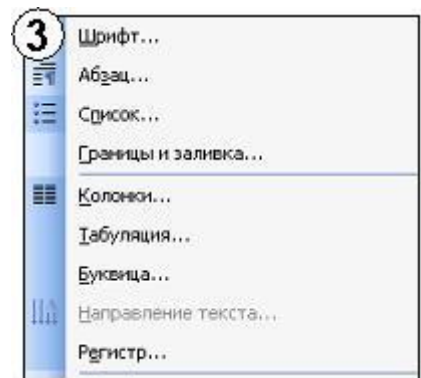 3
Шрифт...
Абзац...
Список...
Границы и заливка...
Колонки...
Табуляция...
Буквица...
Направление текста...
Регистр...